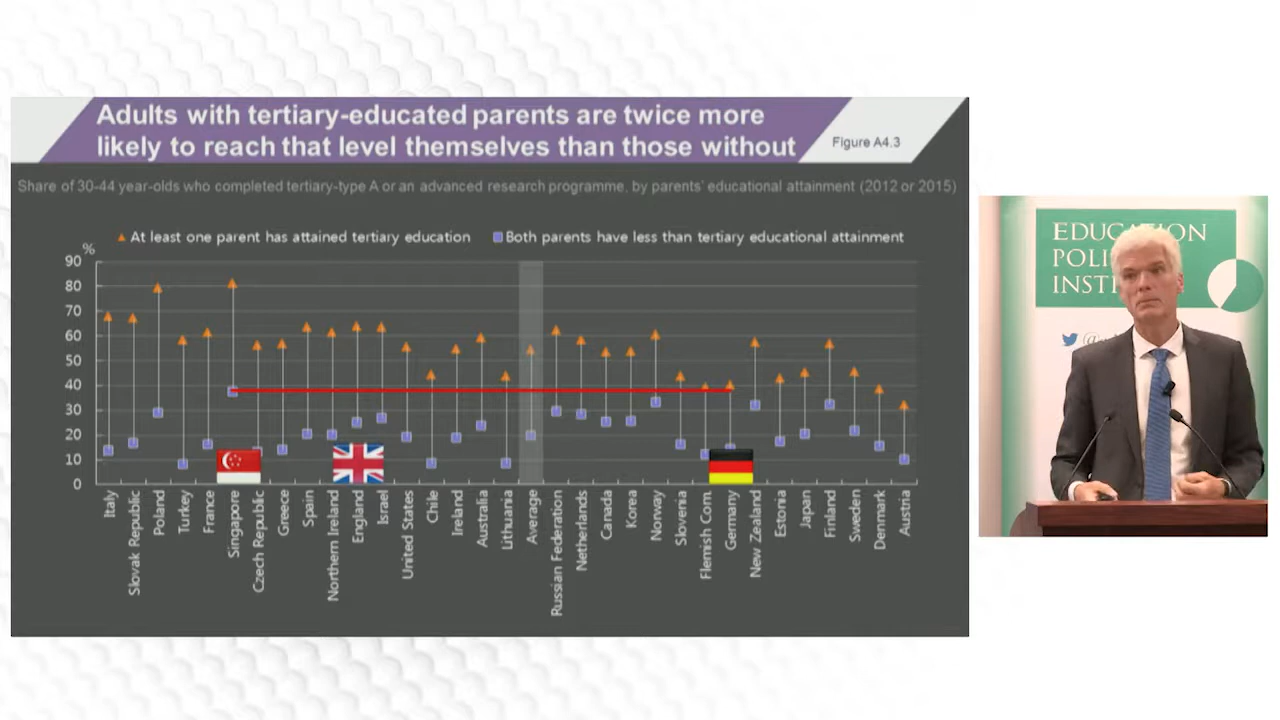 Adults with tertiary-educated parents are twice more
likely to reach that level themselves than those without
Figure A4.3
Share of 30-44 year-olds who completed tertiary-type A or an advanced research programme, by parents' educational attainment (2012 or 2015)
At least one parent has attained tertiary education
Both parents have less than tertiary educational attainment
%
90
80
70
60
50
40
30
20
10
0
Italy
Slovak Republic
Poland
Turkey
France
Singapore
Czech Republic
Greece
Spain
Northern Ireland
England
Israel
United States
Chile
Ireland
Australia
Lithuania
Average
Russian Federation
Netherlands
Canada
Korea
Norway
Slovenia
Flemish Com.
Germany
New Zealand
Estonia
Japan
Finland
Sweden
Denmark
Austria
EDUCATION
POLI
INSTI